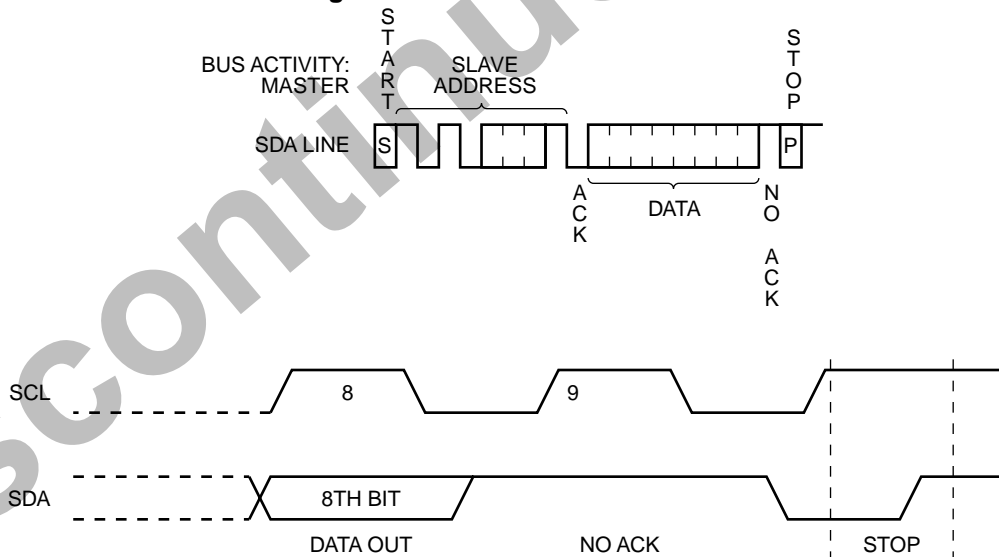 START
STOP
BUS ACTIVITY:
MASTER
SLAVE
ADDRESS
SDA LINE
S
P
ACK
DATA
NO ACK
SCL
8
9
SDA
8TH BIT
DATA OUT
NO ACK
STOP